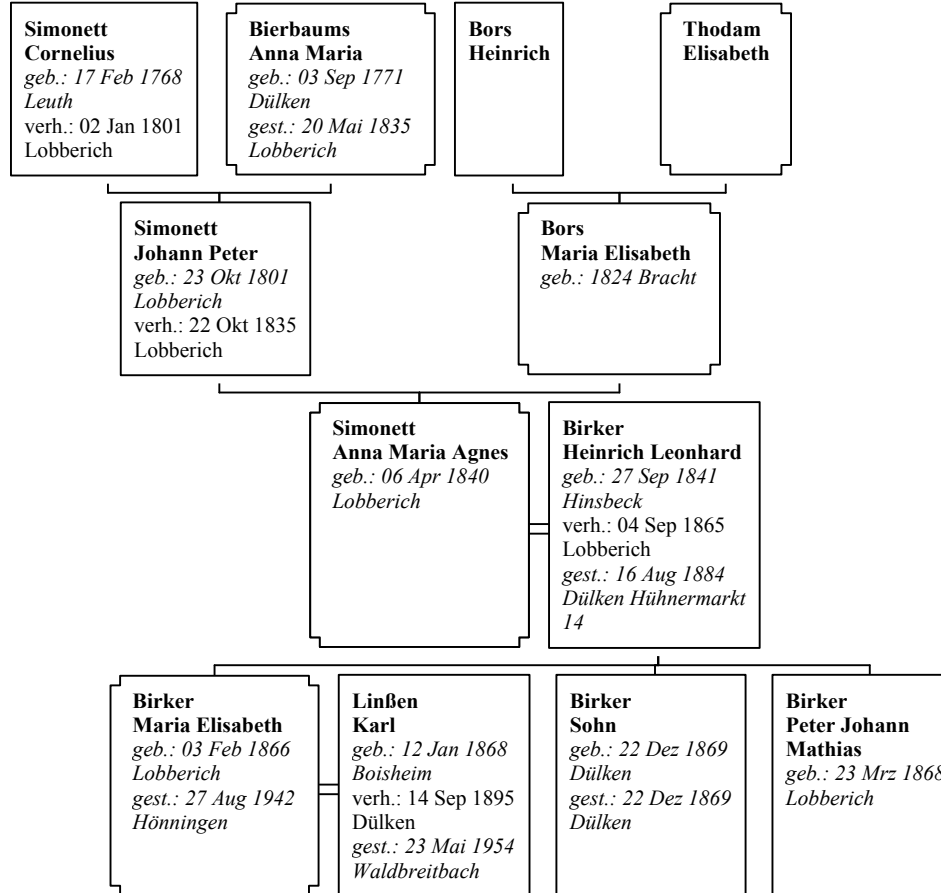 Simonett
Cornelius
geb.: 17 Feb 1768
Leuth
verh.: 02 Jan 1801
Lobberich
Bierbaums
Anna Maria
geb.: 03 Sep 1771
Dülken
gest.: 20 Mai 1835
Lobberich
Bors
Heinrich
Thodam
Elisabeth
Simonett
Johann Peter
geb.: 23 Okt 1801
Lobberich
verh.: 22 Okt 1835
Lobberich
Bors
Maria Elisabeth
geb.: 1824 Bracht
Simonett
Anna Maria Agnes
geb.: 06 Apr 1840
Lobberich
Birker
Heinrich Leonhard
geb.: 27 Sep 1841
Hinsbeck
verh.: 04 Sep 1865
Lobberich
gest.: 16 Aug 1884
Dülken Hühnermarkt
14
Birker
Maria Elisabeth
geb.: 03 Feb 1866
Lobberich
gest.: 27 Aug 1942
Hönningen
Linßen
Karl
geb.: 12 Jan 1868
Boisheim
verh.: 14 Sep 1895
Dülken
gest.: 23 Mai 1954
Waldbreitbach
Birker
Sohn
geb.: 22 Dez 1869
Dülken
gest.: 22 Dez 1869
Dülken
Birker
Peter Johann
Mathias
geb.: 23 Mrz 1868
Lobberich